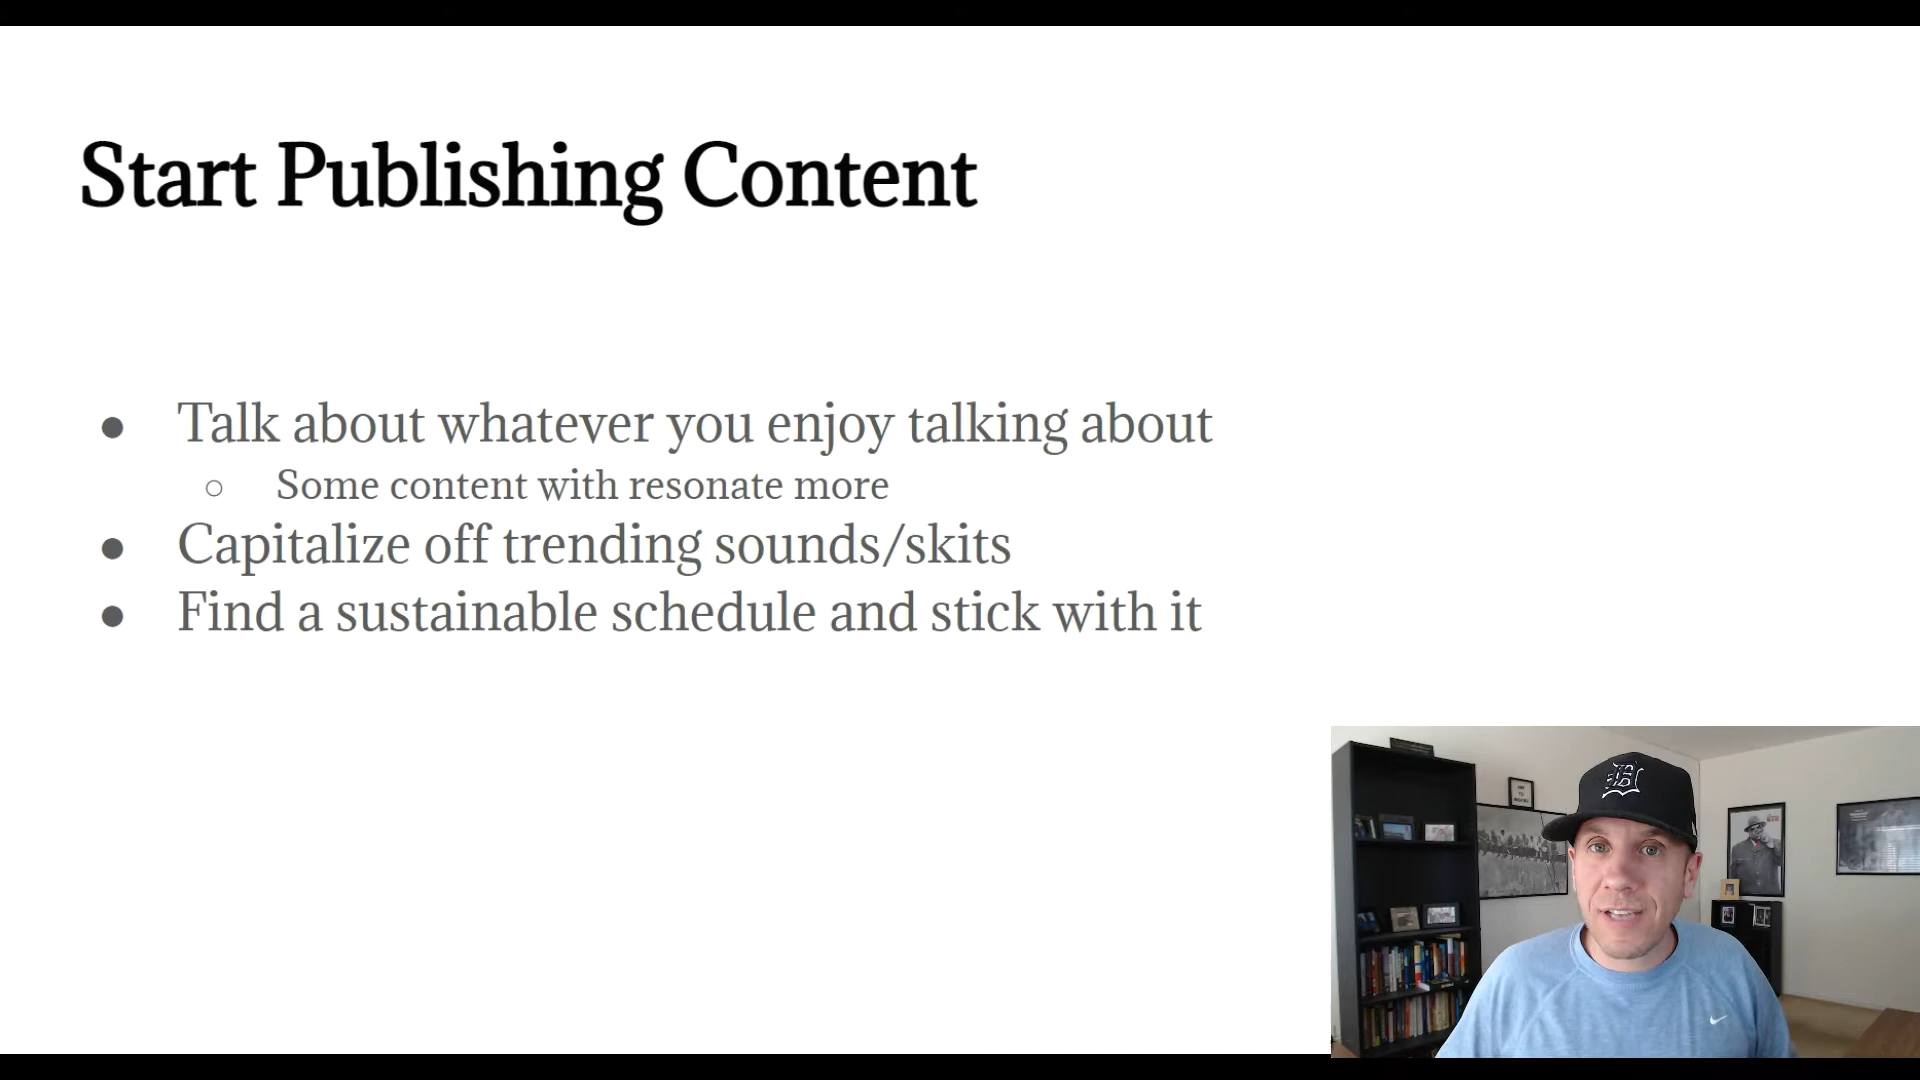 Start Publishing Content
● Talk about whatever you enjoy talking about
○ Some content with resonate more
● Capitalize off trending sounds/skits
● Find a sustainable schedule and stick with it